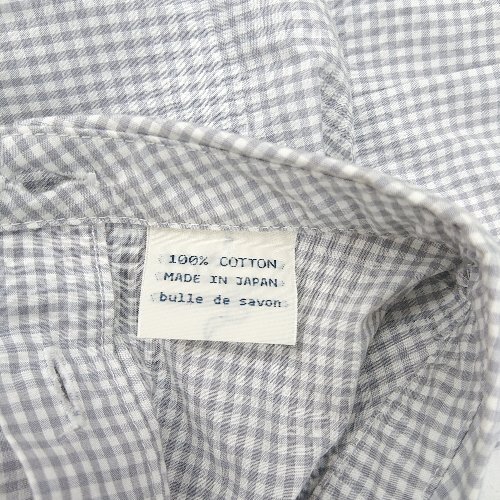 100% COTTON
MADE IN JAPAN
bulle de savon